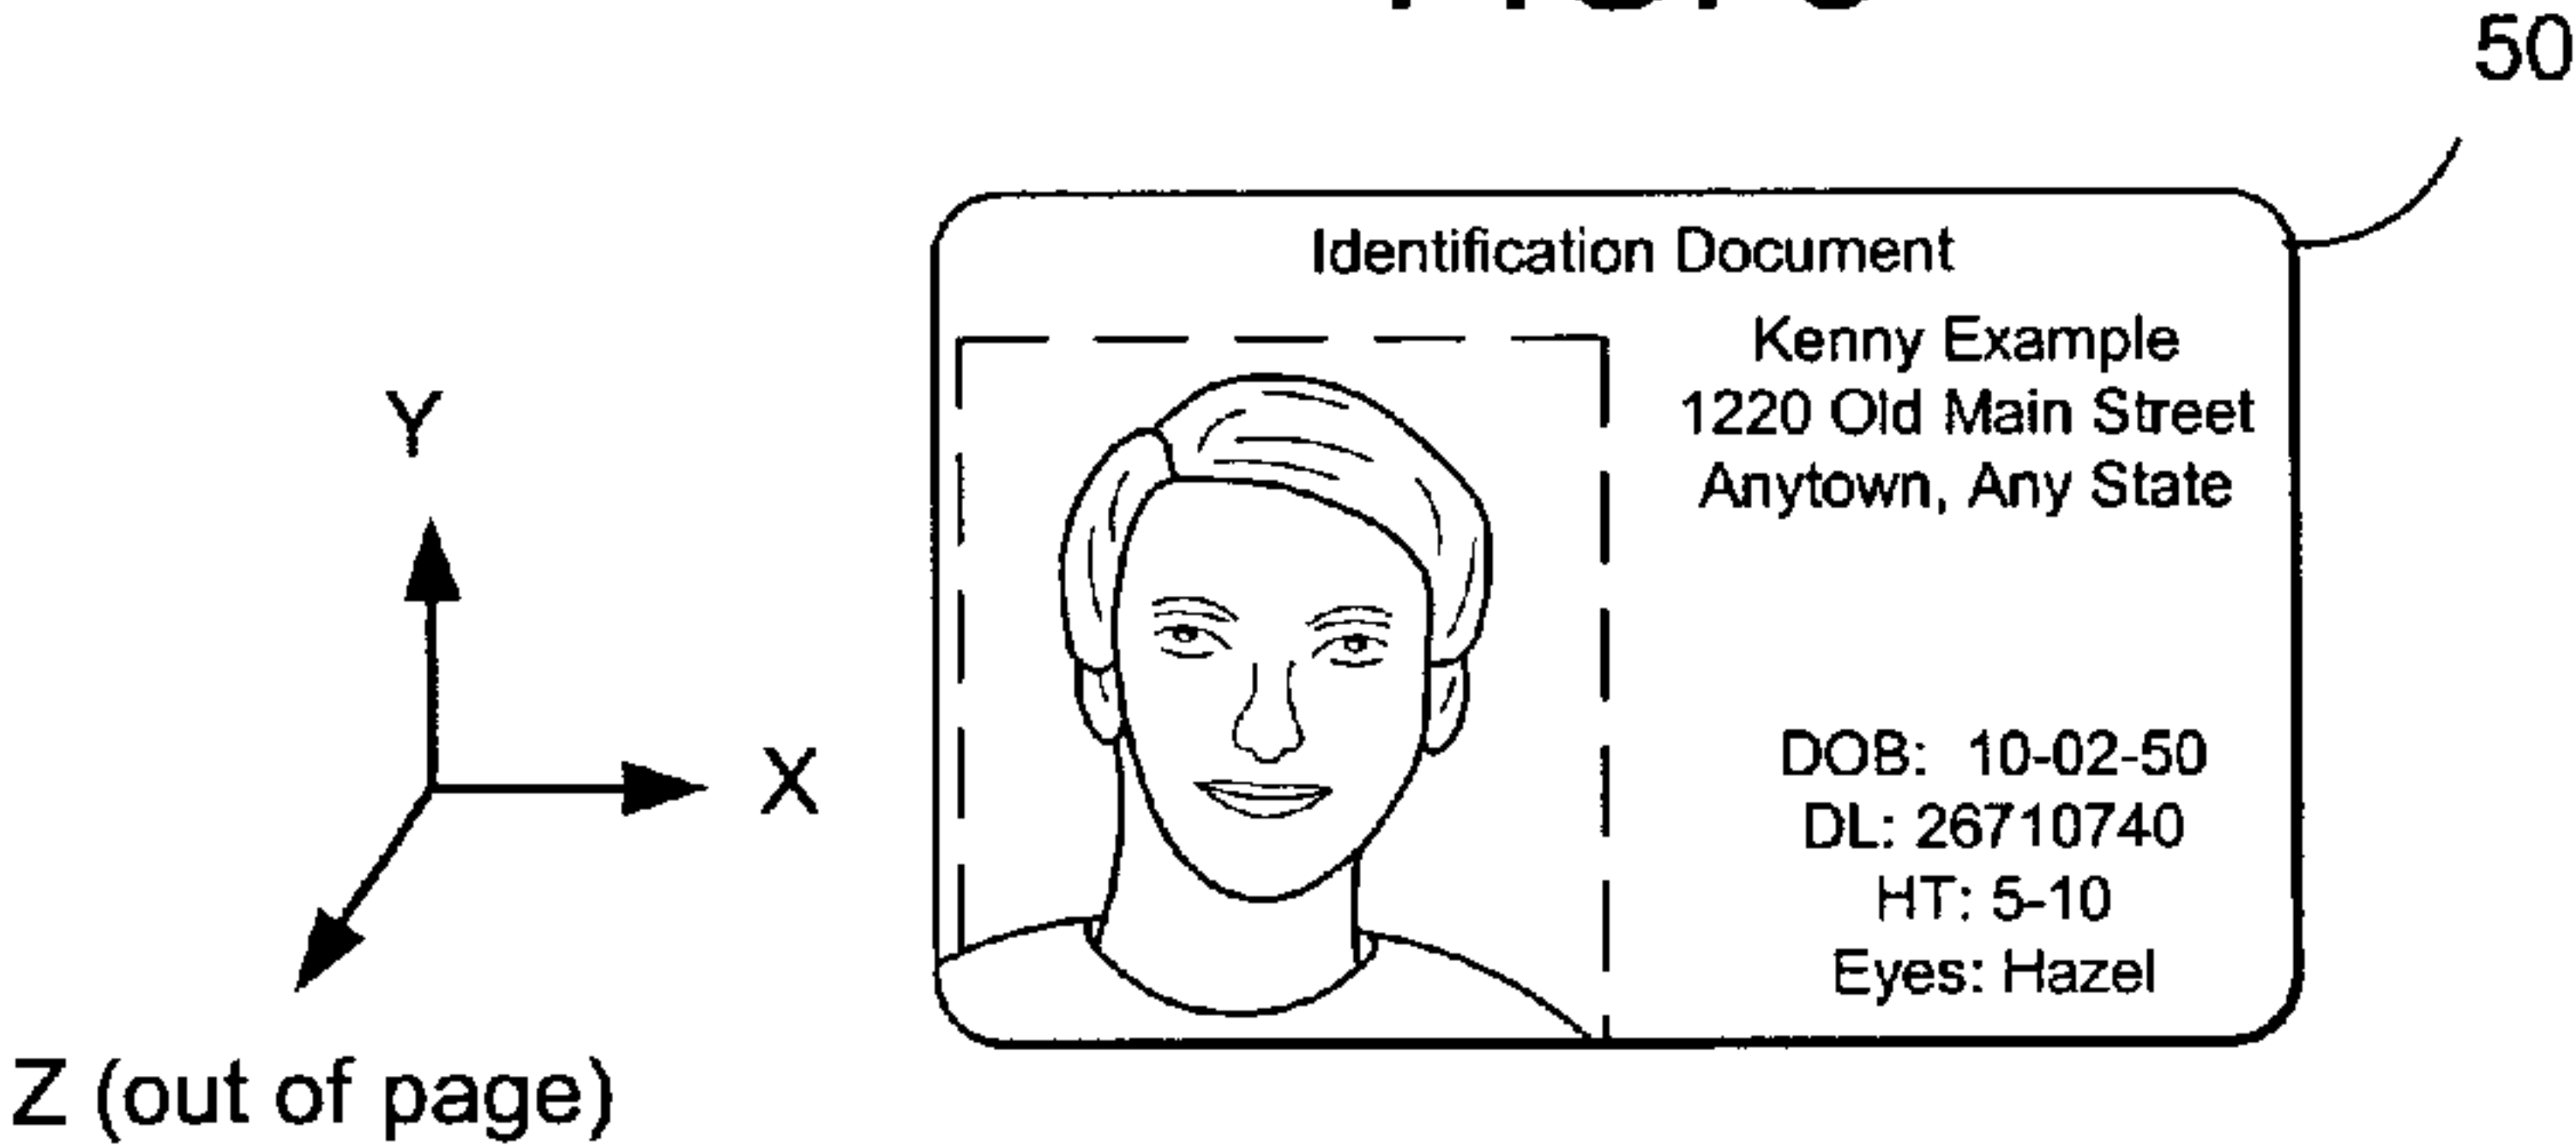 50
Identification Document
Kenny Example
1220 Old Main Street
Anytown, Any State
Y
X
Z (out of page)
DOB: 10-02-50
DL: 26710740
HT: 5-10
Eyes: Hazel